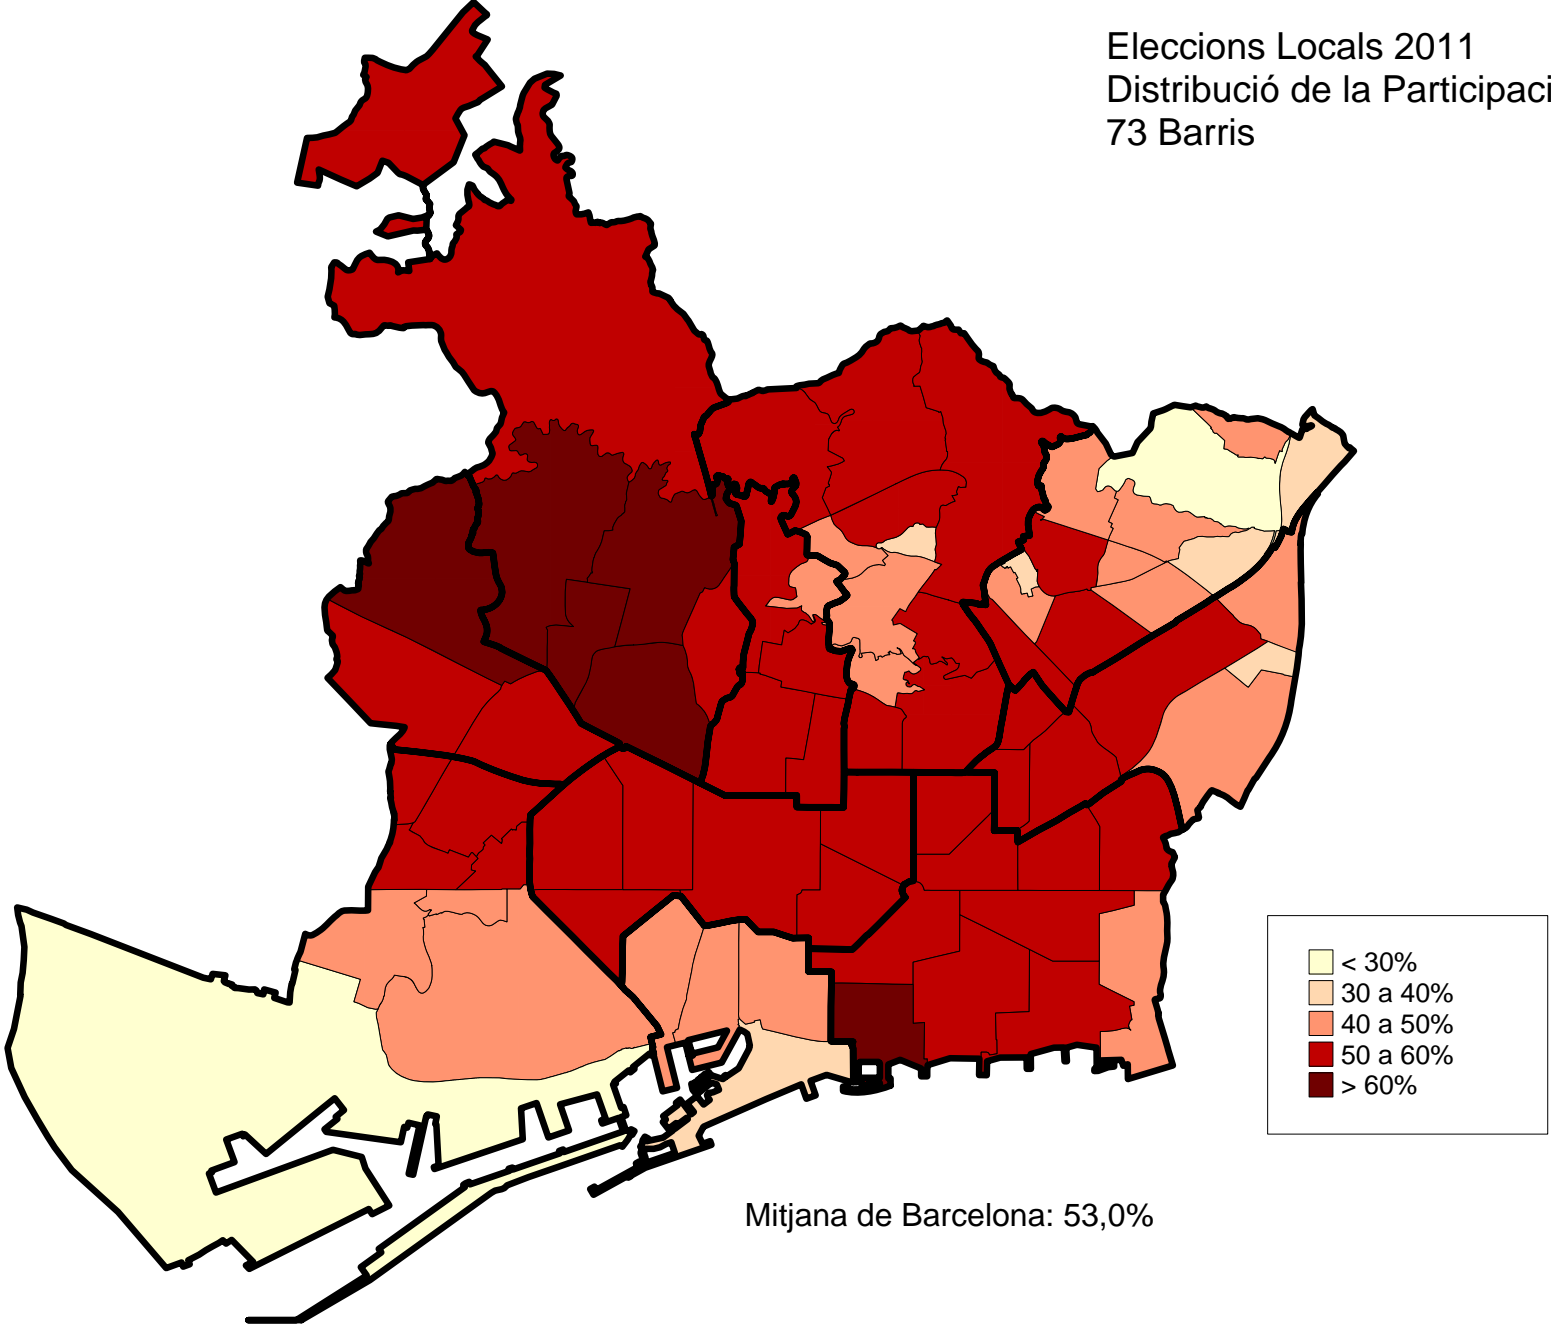 Eleccions Locals 2011
Distribució de la Participaci
73 Barris
< 30%
30 a 40%
40 a 50%
50 a 60%
> 60%
Mitjana de Barcelona: 53,0%